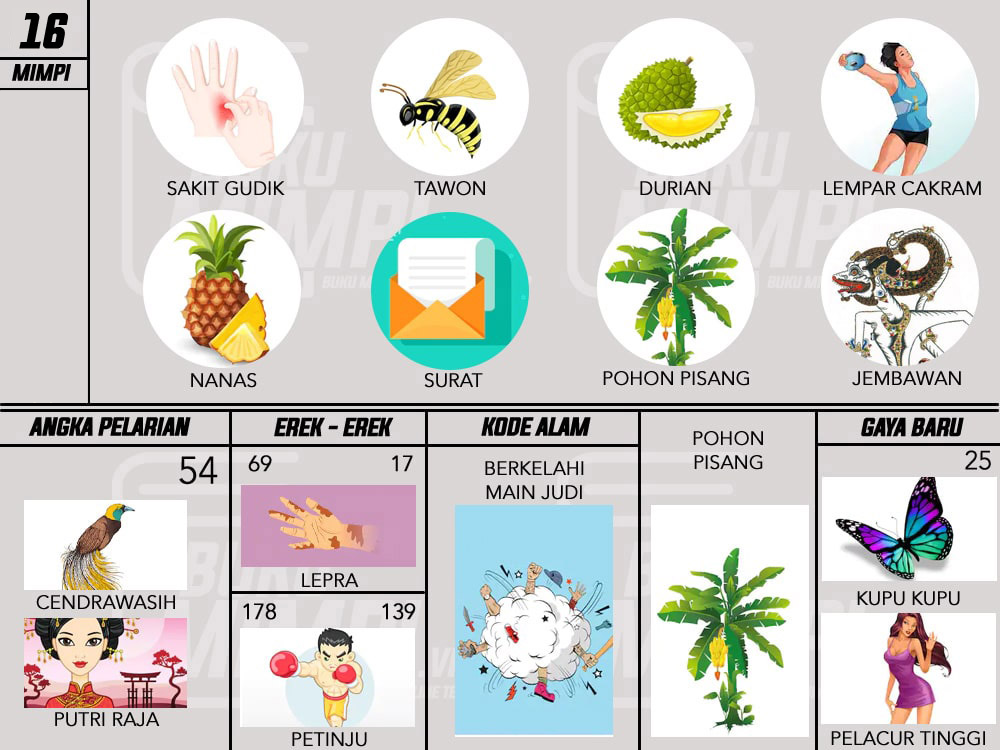 16
MIMPI
SAKIT GUDIK
TAWON
DURIAN
LEMPAR CAKRAM
NANAS
SURAT
POHON PISANG
JEMBAWAN
ANGKA PELARIAN
54
CENDRAWASIH
PUTRI RAJA
EREK - EREK
69 17
LEPRA
178 139
PETINJU
KODE ALAM
BERKELAHI
MAIN JUDI
POHON
PISANG
GAYA BARU
25
KUPU KUPU
PELACUR TINGGI
BUKU
MIMPI